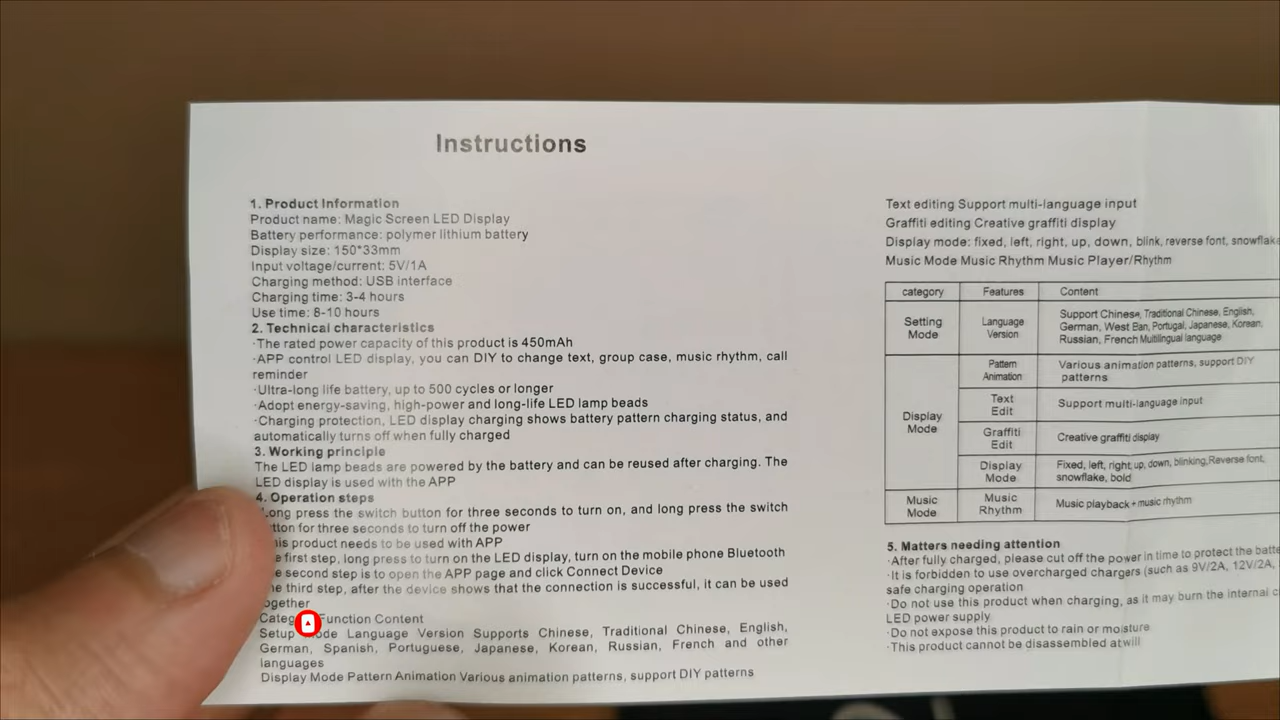 Instructions
1. Product Information
Product name: Magic Screen LED Display
Battery performance: polymer lithium battery
Display size: 150*33mm
Input voltage/current: 5V/1A
Charging method: USB interface
Charging time: 3-4 hours
Use time: 8-10 hours
2. Technical characteristics
·The rated power capacity of this product is 450mAh
·APP control LED display, you can DIY to change text, group case, music rhythm, call
reminder
·Ultra-long life battery, up to 500 cycles or longer
·Adopt energy-saving, high-power and long-life LED lamp beads
·Charging protection, LED display charging shows battery pattern charging status, and
automatically turns off when fully charged
3. Working principle
The LED lamp beads are powered by the battery and can be reused after charging. The
LED display is used with the APP
4. Operation steps
Long press the switch button for three seconds to turn on, and long press the switch
for three seconds to turn off the power
product needs to be used with APP
first step, long press to turn on the LED display, turn on the mobile phone Bluetooth
second step is to open the APP page and click Connect Device
third step, after the device shows that the connection is successful, it can be used
Function Content
Setup Mode Language Version Supports Chinese, Traditional Chinese, English,
German, Spanish, Portuguese, Japanese, Korean, Russian, French and other
languages
Display Mode Pattern Animation Various animation patterns, support DIY patterns
Text editing Support multi-language input
Graffiti editing Creative graffiti display
Display mode: fixed, left, right, up, down, blink, reverse font, snowflake
Music Mode Music Rhythm Music Player/Rhythm
category Features Content
Setting Mode Language Version Support Chinese, Traditional Chinese, English,
German, West Ban, Portugal, Japanese, Korean,
Russian, French Multilingual language
Display Mode Pattern Animation Various animation patterns, support DIY
patterns
Text Edit Support multi-language input
Graffiti Edit Creative graffiti display
Display Mode Fixed, left, right, up, down, blinking, Reverse font,
snowflake, bold
Music Mode Music Rhythm Music playback + music rhythm
5. Matters needing attention
·After fully charged, please cut off the power in time to protect the
·It is forbidden to use overcharged chargers (such as 9V/2A, 12V/2A,
safe charging operation
·Do not use this product when charging, as it may burn the internal
LED power supply
·Do not expose this product to rain or moisture
·This product cannot be disassembled at will